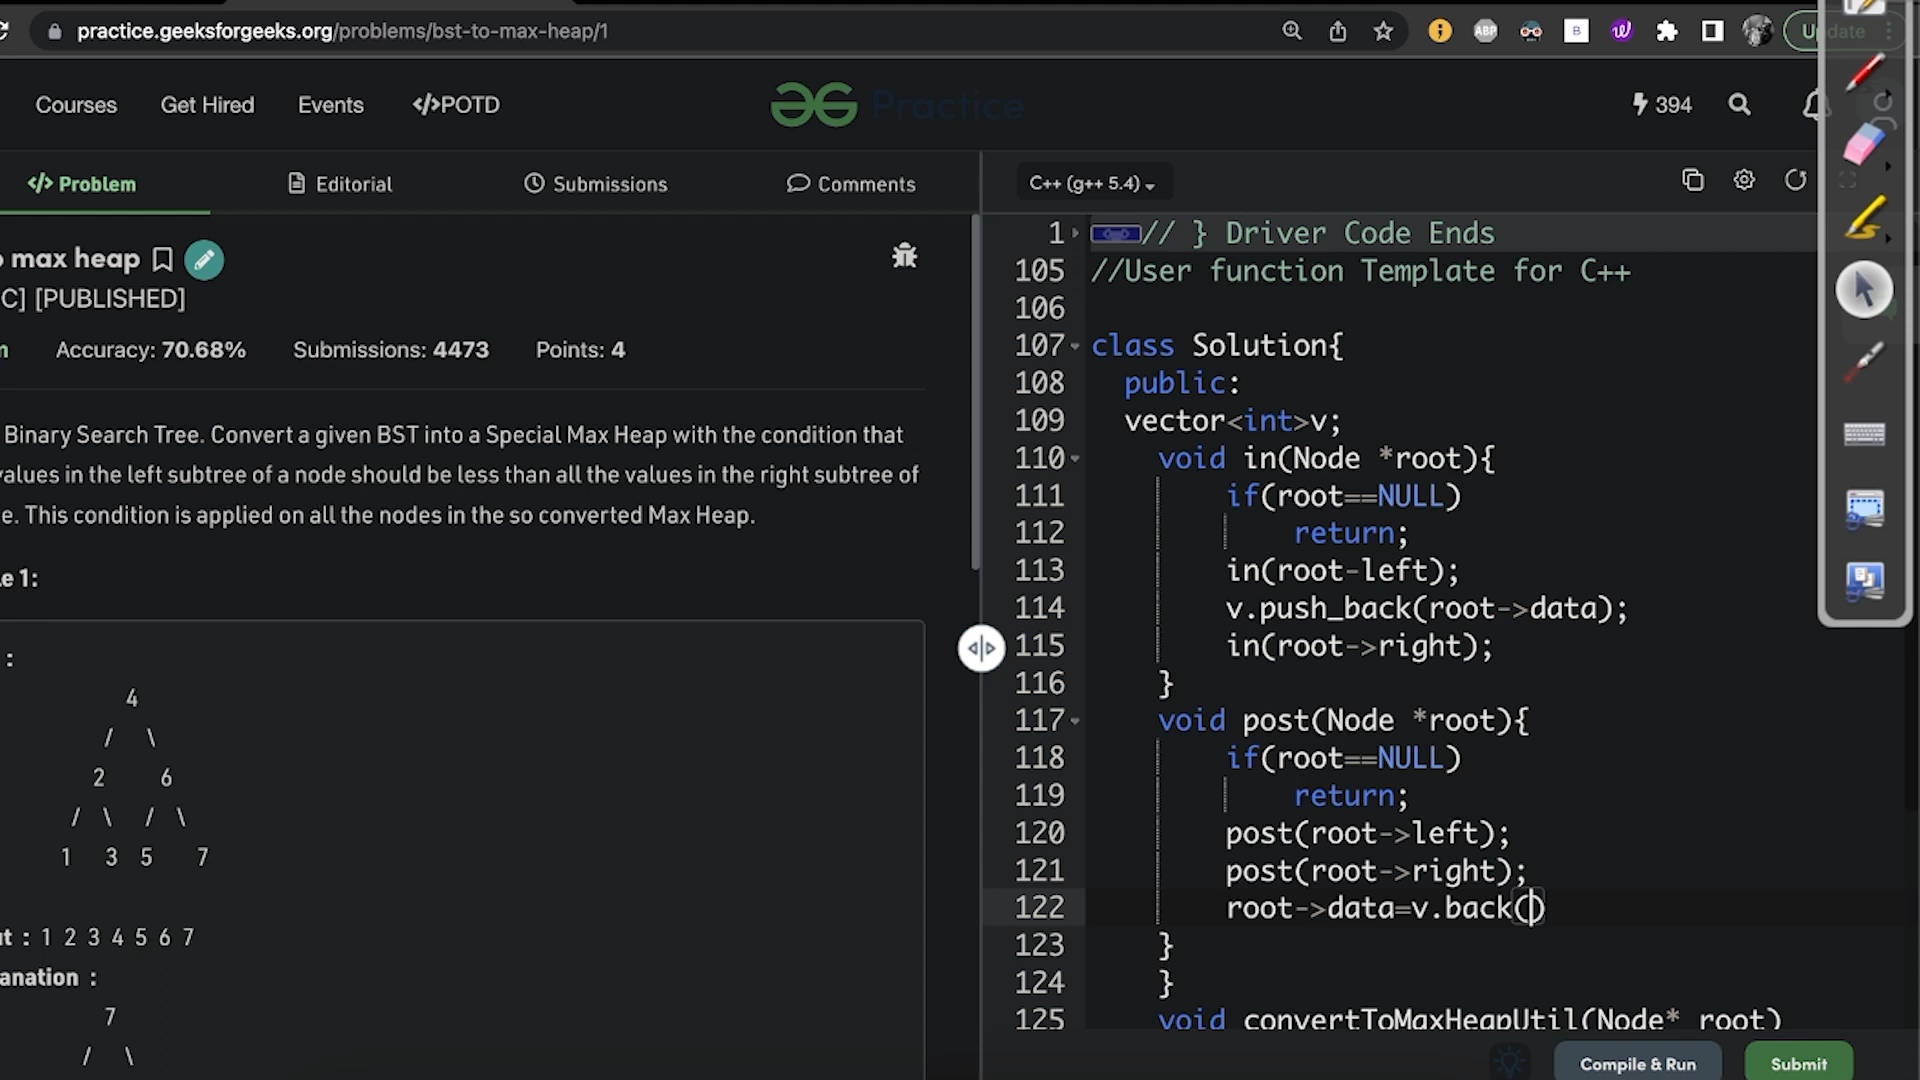 practice.geeksforgeeks.org/problems/bst-to-max-heap/1
ABP
B
Update
Courses
Get Hired
Events
</>POTD
Practice
394
</> Problem
Editorial
Submissions
Comments
C++ (g++ 5.4)
max heap
C] [PUBLISHED]
Accuracy: 70.68%
Submissions: 4473
Points: 4
Binary Search Tree. Convert a given BST into a Special Max Heap with the condition that
values in the left subtree of a node should be less than all the values in the right subtree of
e. This condition is applied on all the nodes in the so converted Max Heap.
e 1:
:
4
/ \
2 6
/ \ / \
1 3 5 7
t : 1 2 3 4 5 6 7
anation :
7
/ \
1 // } Driver Code Ends
105 //User function Template for C++
106
107 class Solution{
108 public:
109 vector<int>v;
110 void in(Node *root){
111 if(root==NULL)
112 return;
113 in(root-left);
114 v.push_back(root->data);
115 in(root->right);
116 }
117 void post(Node *root){
118 if(root==NULL)
119 return;
120 post(root->left);
121 post(root->right);
122 root->data=v.back()
123 }
124 }
125 void convertToMaxHeapUtil(Node* root)
Compile & Run
Submit